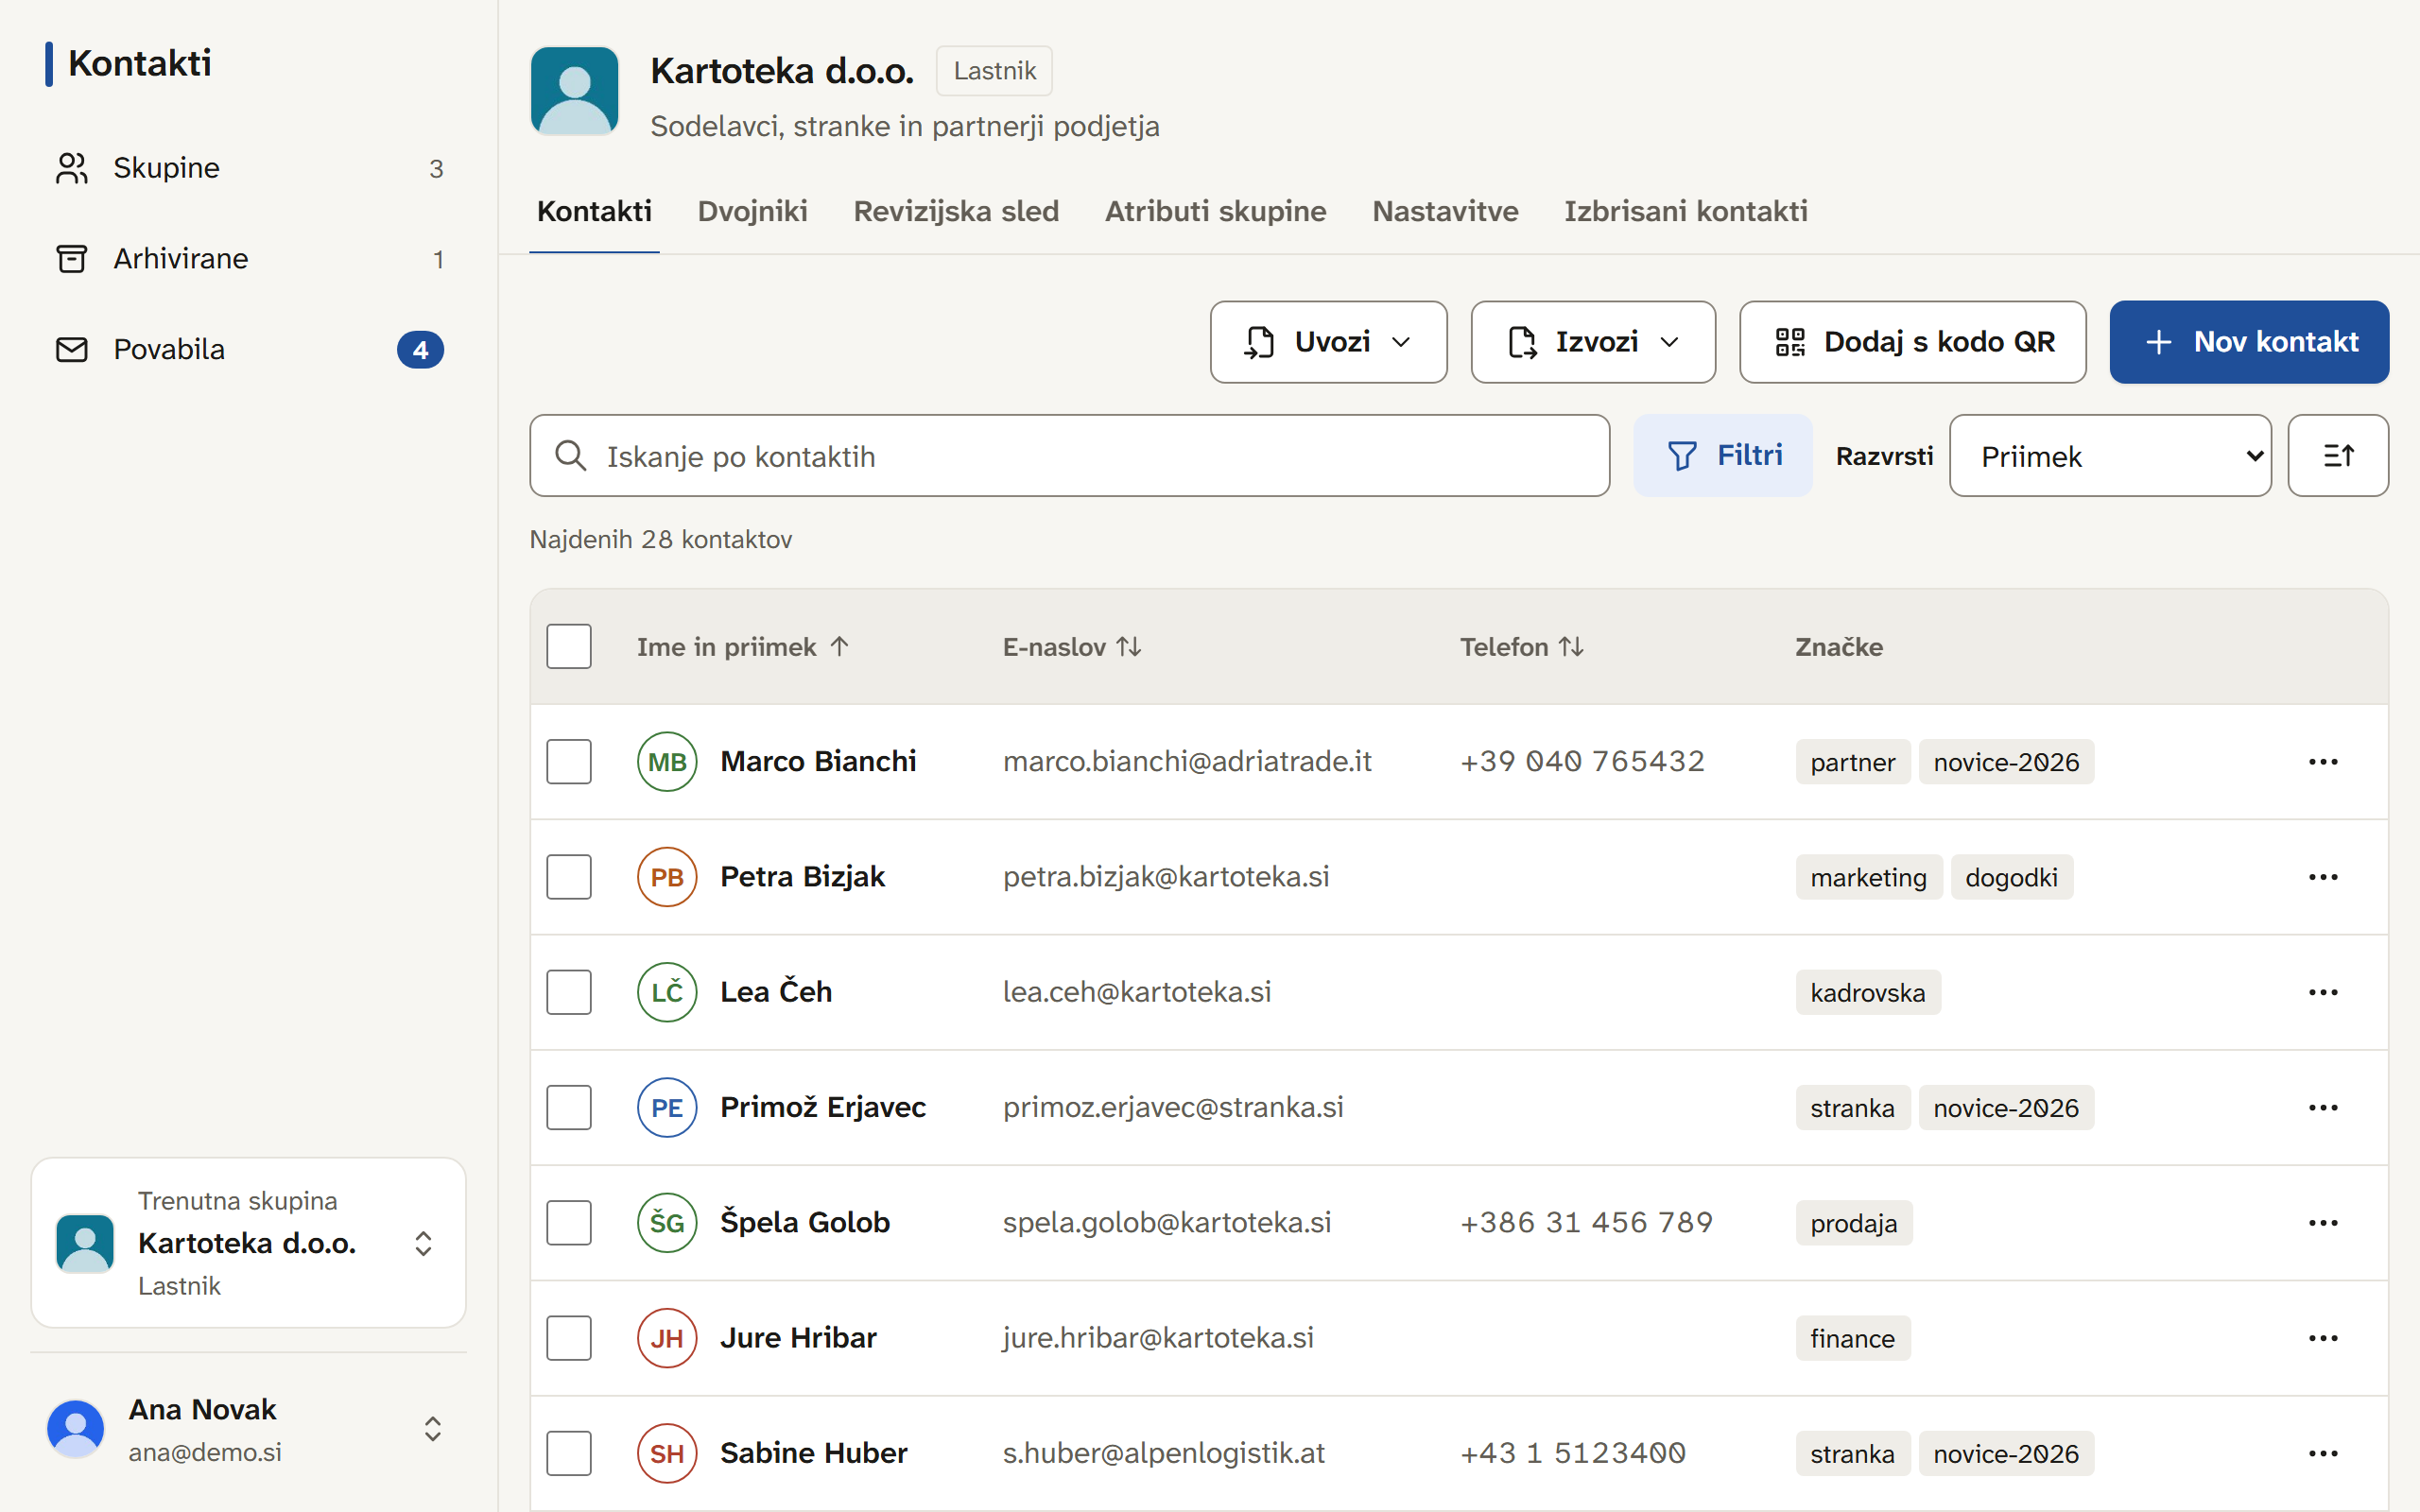 Kontakti
Skupine 3
Arhivirane 1
Povabila 4
Trenutna skupina
Kartoteka d.o.o.
Lastnik
Ana Novak
ana@demo.si
Kartoteka d.o.o. Lastnik
Sodelavci, stranke in partnerji podjetja
Kontakti Dvojniki Revizijska sled Atributi skupine Nastavitve Izbrisani kontakti
Uvozi Izvozi Dodaj s kodo QR Nov kontakt
Iskanje po kontaktih Filtri Razvrsti Priimek
Najdenih 28 kontaktov
Ime in priimek E-naslov Telefon Značke
MB Marco Bianchi marco.bianchi@adriatrade.it +39 040 765432 partner novice-2026
PB Petra Bizjak petra.bizjak@kartoteka.si marketing dogodki
LČ Lea Čeh lea.ceh@kartoteka.si kadrovska
PE Primož Erjavec primoz.erjavec@stranka.si stranka novice-2026
ŠG Špela Golob spela.golob@kartoteka.si +386 31 456 789 prodaja
JH Jure Hribar jure.hribar@kartoteka.si finance
SH Sabine Huber s.huber@alpenlogistik.at +43 1 5123400 stranka novice-2026